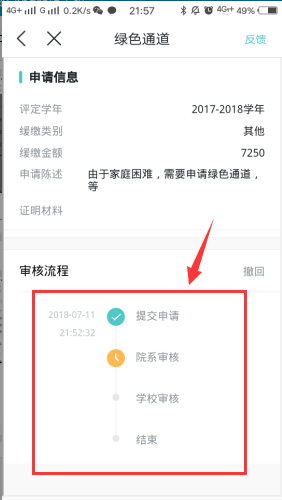 4G+ G 0.2K/s 21:57 4G+ 49%
绿色通道 反馈
申请信息
评定学年 2017-2018学年
缓缴类别 其他
缓缴金额 7250
申请陈述 由于家庭困难，需要申请绿色通道，
等
证明材料
审核流程 撤回
2018-07-11 提交申请
21:52:32
院系审核
学校审核
结束